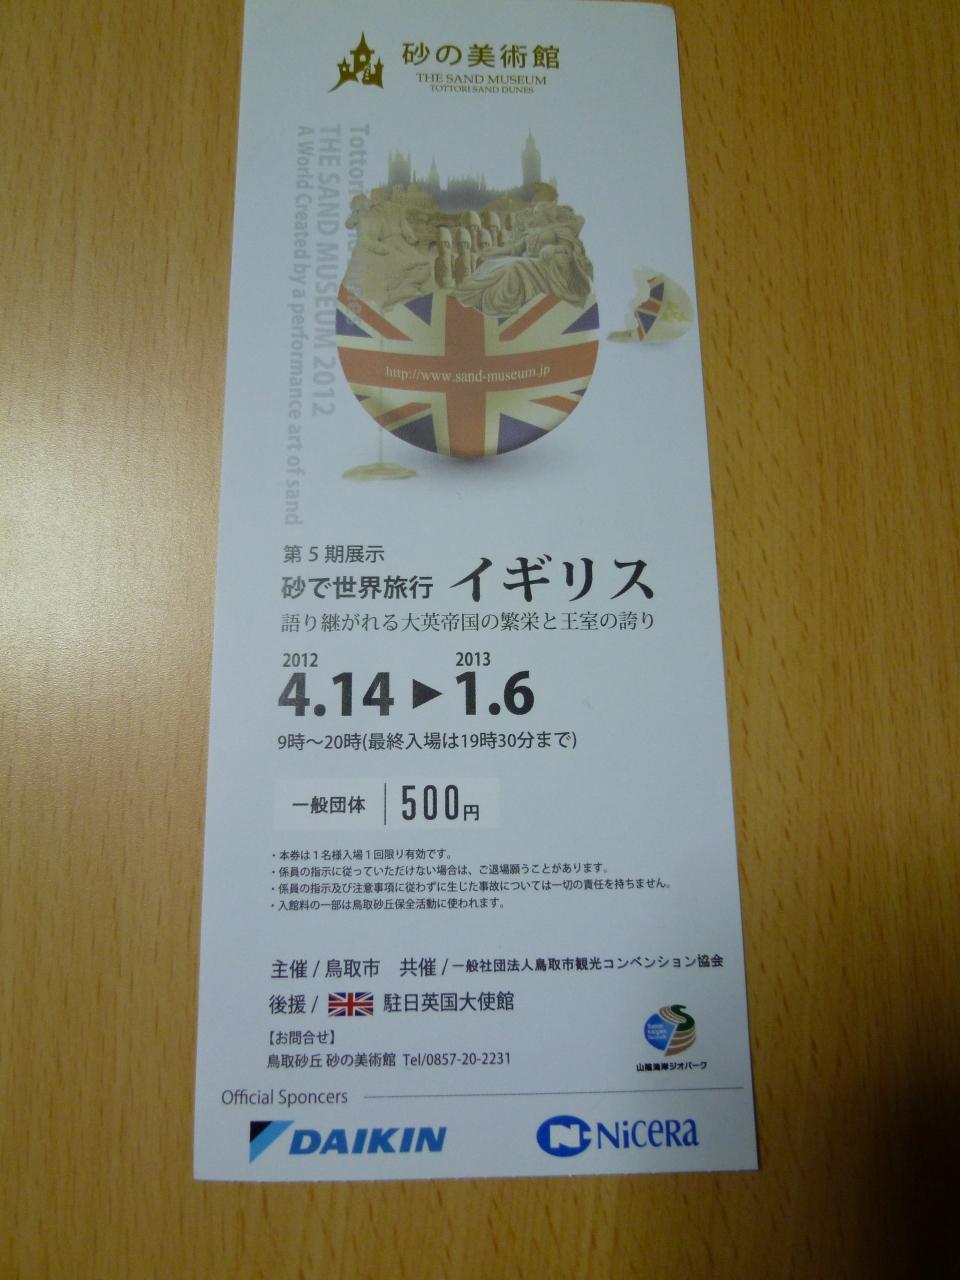 砂の美術館
THE SAND MUSEUM
TOTTORI SAND DUNES
THE SAND MUSEUM 2012
A World Created by a performance art of sand
http://www.sand-museum.jp
第5期展示
砂で世界旅行 イギリス
語り継がれる大英帝国の繁栄と王室の誇り
2012 2013
4.14 ▶ 1.6
9時～20時(最終入場は19時30分まで)
一般団体 500円
・本券は1名様入場1回限り有効です。
・係員の指示に従っていただけない場合は、ご退場願うことがあります。
・係員の指示及び注意事項に従わずに生じた事故については一切の責任を持ちません。
・入館料の一部は鳥取砂丘保全活動に使われます。
主催/鳥取市 共催/一般社団法人鳥取市観光コンベンション協会
後援/ 駐日英国大使館
【お問合せ】
鳥取砂丘 砂の美術館 Tel/0857-20-2231
山陰海岸ジオパーク
Official Sponcers
DAIKIN NiCERA